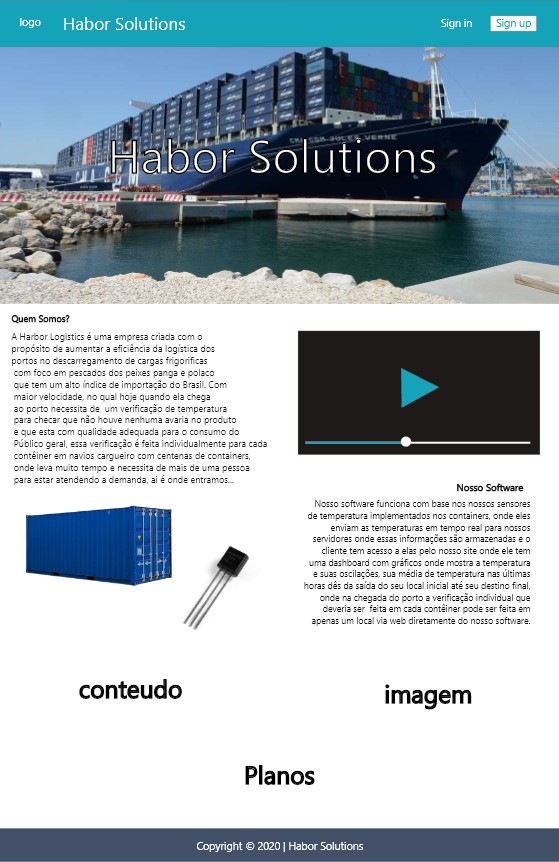 logo
Habor Solutions
Sign in
Sign up
Habor Solutions
Quem Somos?
A Harbor Logistics é uma empresa criada com o
propósito de aumentar a eficiência da logística dos
portos no descarregamento de cargas frigorificas
com foco em pescados dos peixes panga e polaco
que tem um alto índice de importação do Brasil. Com
maior velocidade, no qual hoje quando ela chega
ao porto necessita de um verificação de temperatura
para checar que não houve nenhuma avaria no produto
e que esta com qualidade adequada para o consumo do
Público geral, essa verificação é feita individualmente para cada
contêiner em navios cargueiro com centenas de containers,
onde leva muito tempo e necessita de mais de uma pessoa
para estar atendendo a demanda, ai é onde entramos...
Nosso Software
Nosso software funciona com base nos nossos sensores
de temperatura implementados nos containers, onde eles
enviam as temperaturas em tempo real para nossos
servidores onde essas informações são armazenadas e o
cliente tem acesso a elas pelo nosso site onde ele tem
uma dashboard com gráficos onde mostra a temperatura
e suas oscilações, sua média de temperatura nas últimas
horas dês da saída do seu local inicial até seu destino final,
onde na chegada do porto a verificação individual que
deveria ser feita em cada contêiner pode ser feita em
apenas um local via web diretamente do nosso software.
conteudo
imagem
Planos
Copyright © 2020 | Habor Solutions